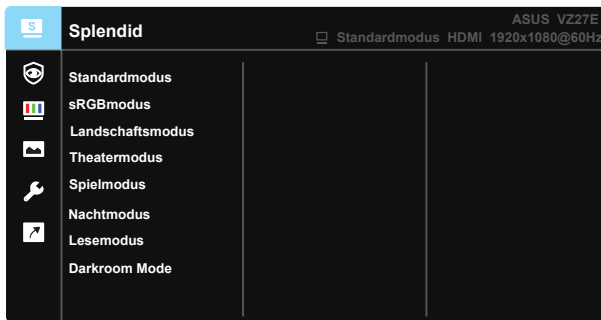 S
Splendid
ASUS VZ27E
Standardmodus HDMI 1920x1080@60Hz
Standardmodus
sRGBmodus
Landschaftsmodus
Theatermodus
Spielmodus
Nachtmodus
Lesemodus
Darkroom Mode